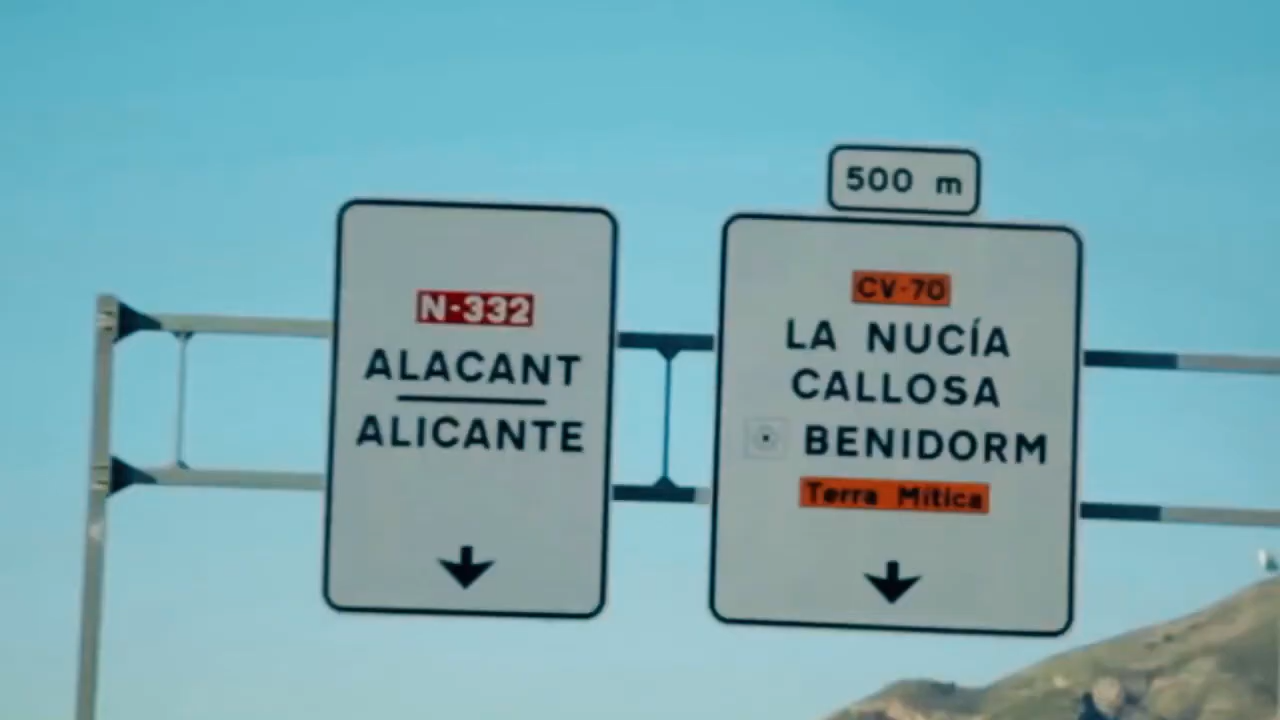 N-332
ALACANT
ALICANTE
500 m
CV-70
LA NUCÍA
CALLOSA
BENIDORM
Terra Mítica